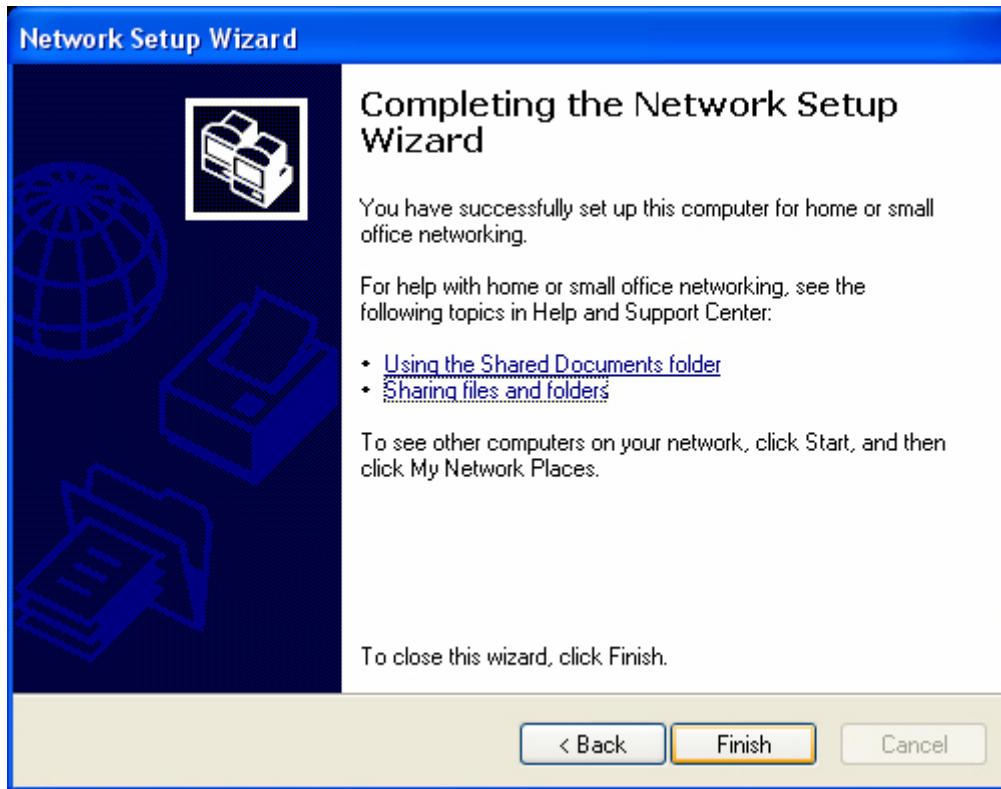 Network Setup Wizard
Completing the Network Setup
Wizard
You have successfully set up this computer for home or small
office networking.
For help with home or small office networking, see the
following topics in Help and Support Center:
• Using the Shared Documents folder
• Sharing files and folders
To see other computers on your network, click Start, and then
click My Network Places.
To close this wizard, click Finish.
< Back Finish Cancel